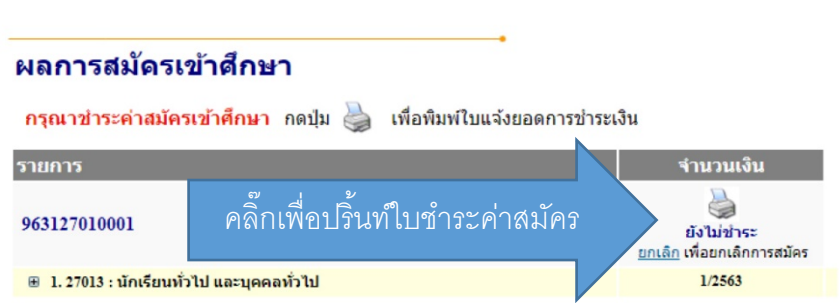 ผลการสมัครเข้าศึกษา
กรุณาชำระค่าสมัครเข้าศึกษา กดปุ่ม เพื่อพิมพ์ใบแจ้งยอดการชำระเงิน
รายการ จำนวนเงิน
963127010001 คลิ๊กเพื่อปริ้นท์ใบชำระค่าสมัคร ยังไม่ชำระ
ยกเลิก เพื่อยกเลิกการสมัคร
1. 27013 : นักเรียนทั่วไป และบุคคลทั่วไป 1/2563